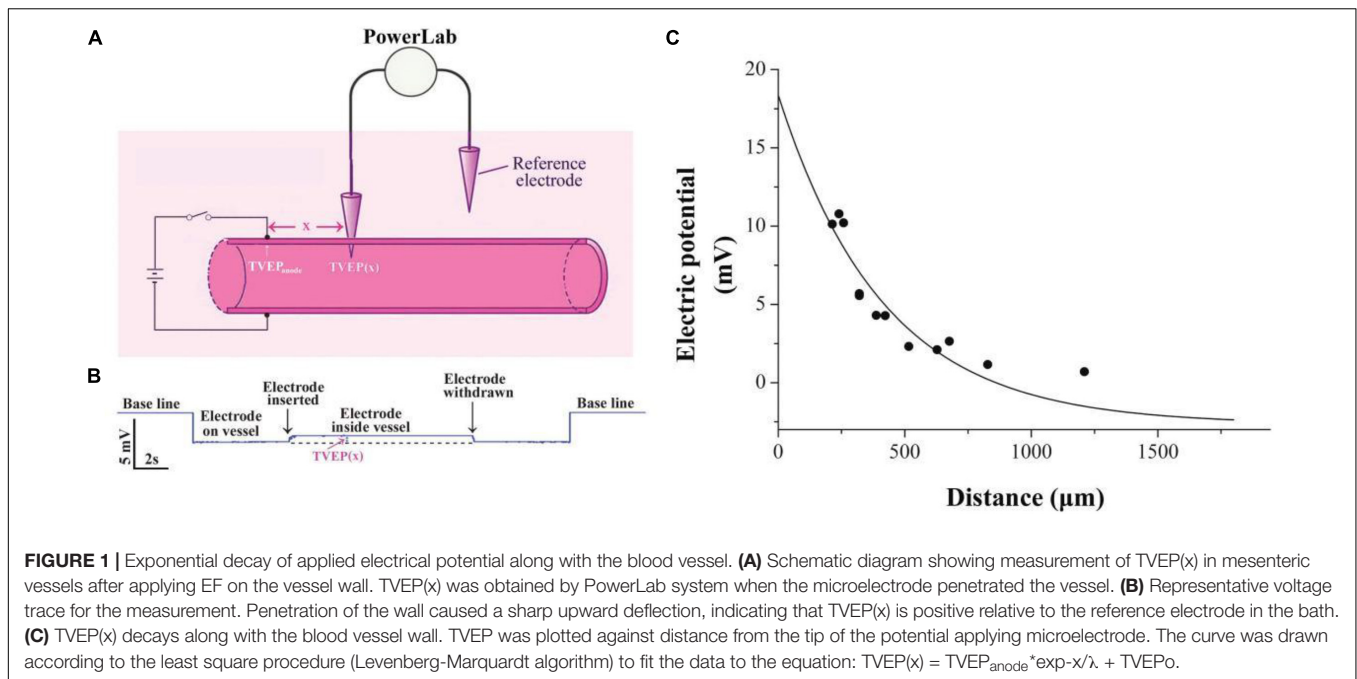 A
PowerLab
Reference
electrode
x
TVEPanode
TVEP(x)
B
Base line
Electrode
on vessel
Electrode
inserted
Electrode
inside vessel
TVEP(x)
Electrode
withdrawn
Base line
5 mV
2s
C
Electric potential
(mV)
20
15
10
5
0
0
500
1000
1500
Distance (μm)
FIGURE 1 | Exponential decay of applied electrical potential along with the blood vessel. (A) Schematic diagram showing measurement of TVEP(x) in mesenteric
vessels after applying EF on the vessel wall. TVEP(x) was obtained by PowerLab system when the microelectrode penetrated the vessel. (B) Representative voltage
trace for the measurement. Penetration of the wall caused a sharp upward deflection, indicating that TVEP(x) is positive relative to the reference electrode in the bath.
(C) TVEP(x) decays along with the blood vessel wall. TVEP was plotted against distance from the tip of the potential applying microelectrode. The curve was drawn
according to the least square procedure (Levenberg-Marquardt algorithm) to fit the data to the equation: TVEP(x) = TVEPanode*exp-x/λ + TVEPo.